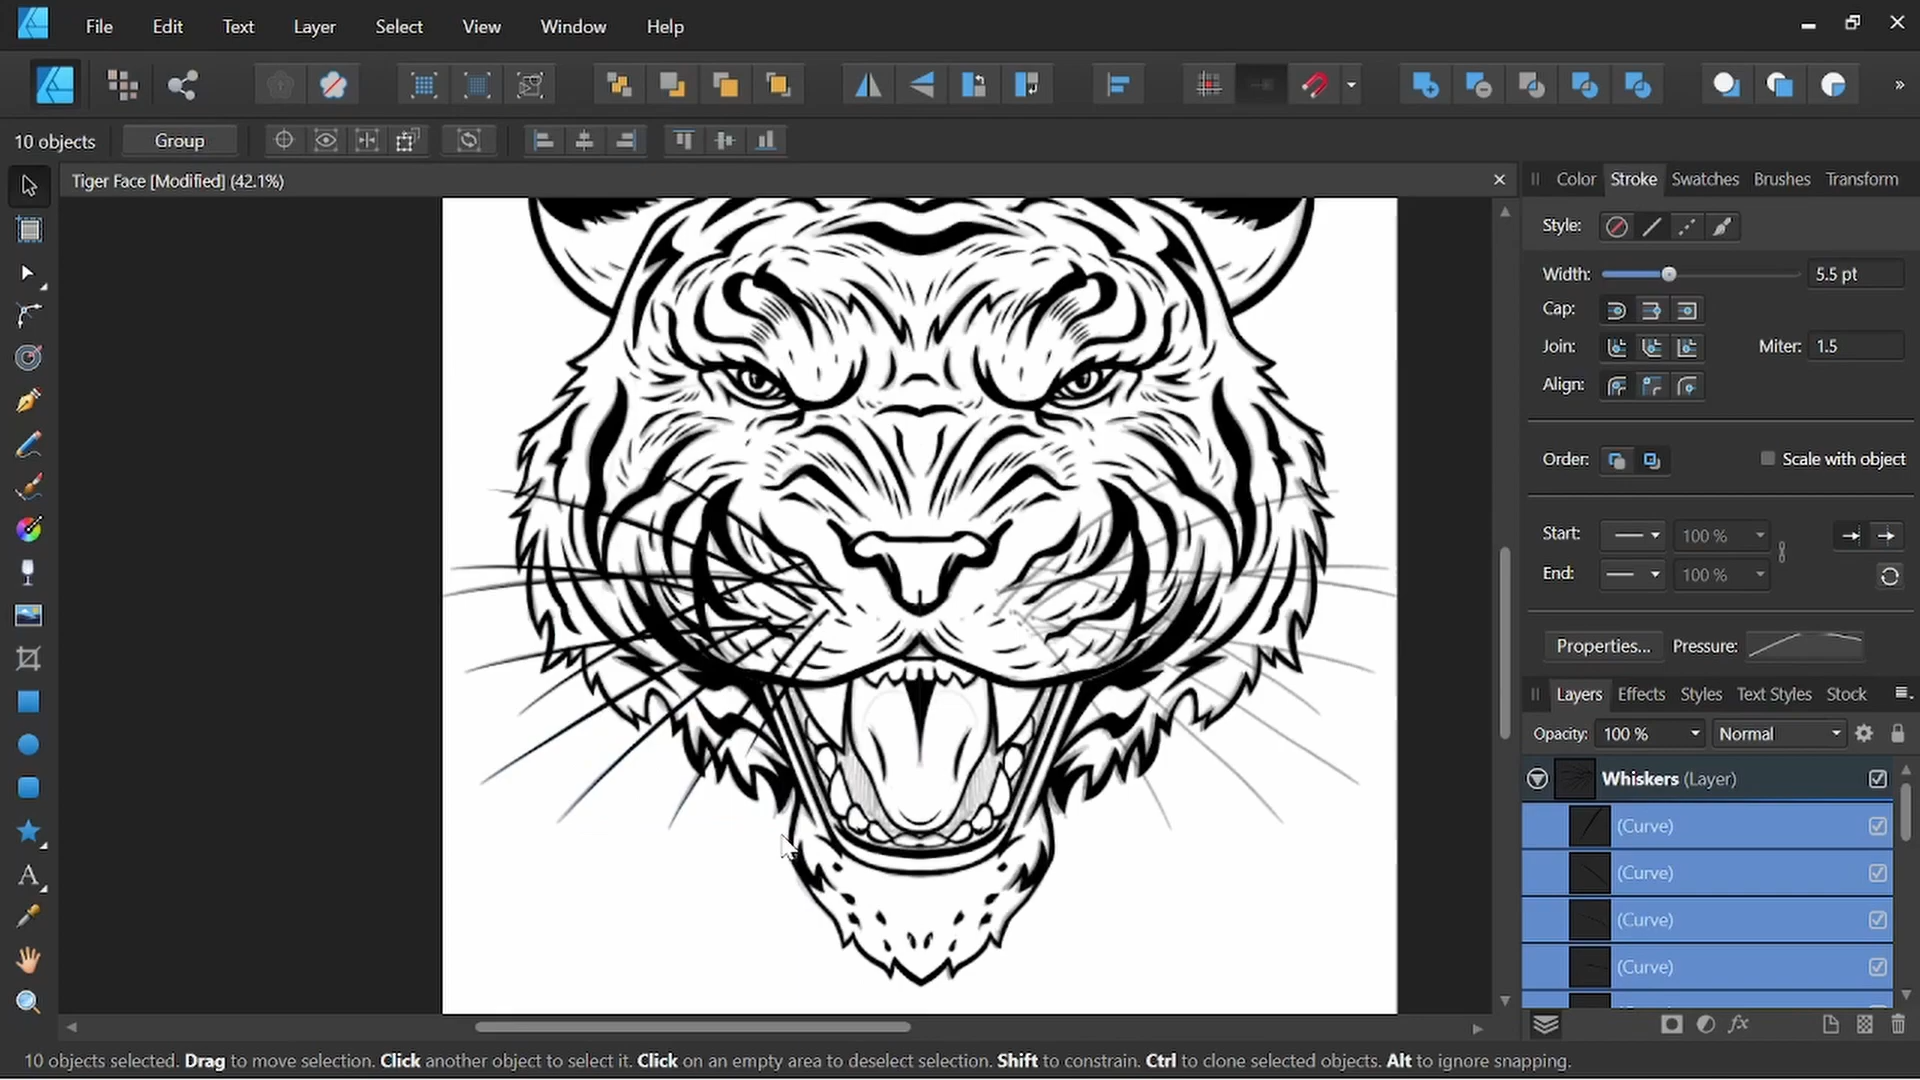 File Edit Text Layer Select View Window Help
10 objects Group
Tiger Face [Modified] (42.1%)
Color Stroke Swatches Brushes Transform
Style:
Width: 5.5 pt
Cap:
Join: Miter: 1.5
Align:
Order: Scale with object
Start: 100 %
End: 100 %
Properties... Pressure:
Layers Effects Styles Text Styles Stock
Opacity: 100 % Normal
Whiskers (Layer)
(Curve)
(Curve)
(Curve)
(Curve)
10 objects selected. Drag to move selection. Click another object to select it. Click on an empty area to deselect selection. Shift to constrain. Ctrl to clone selected objects. Alt to ignore snapping.